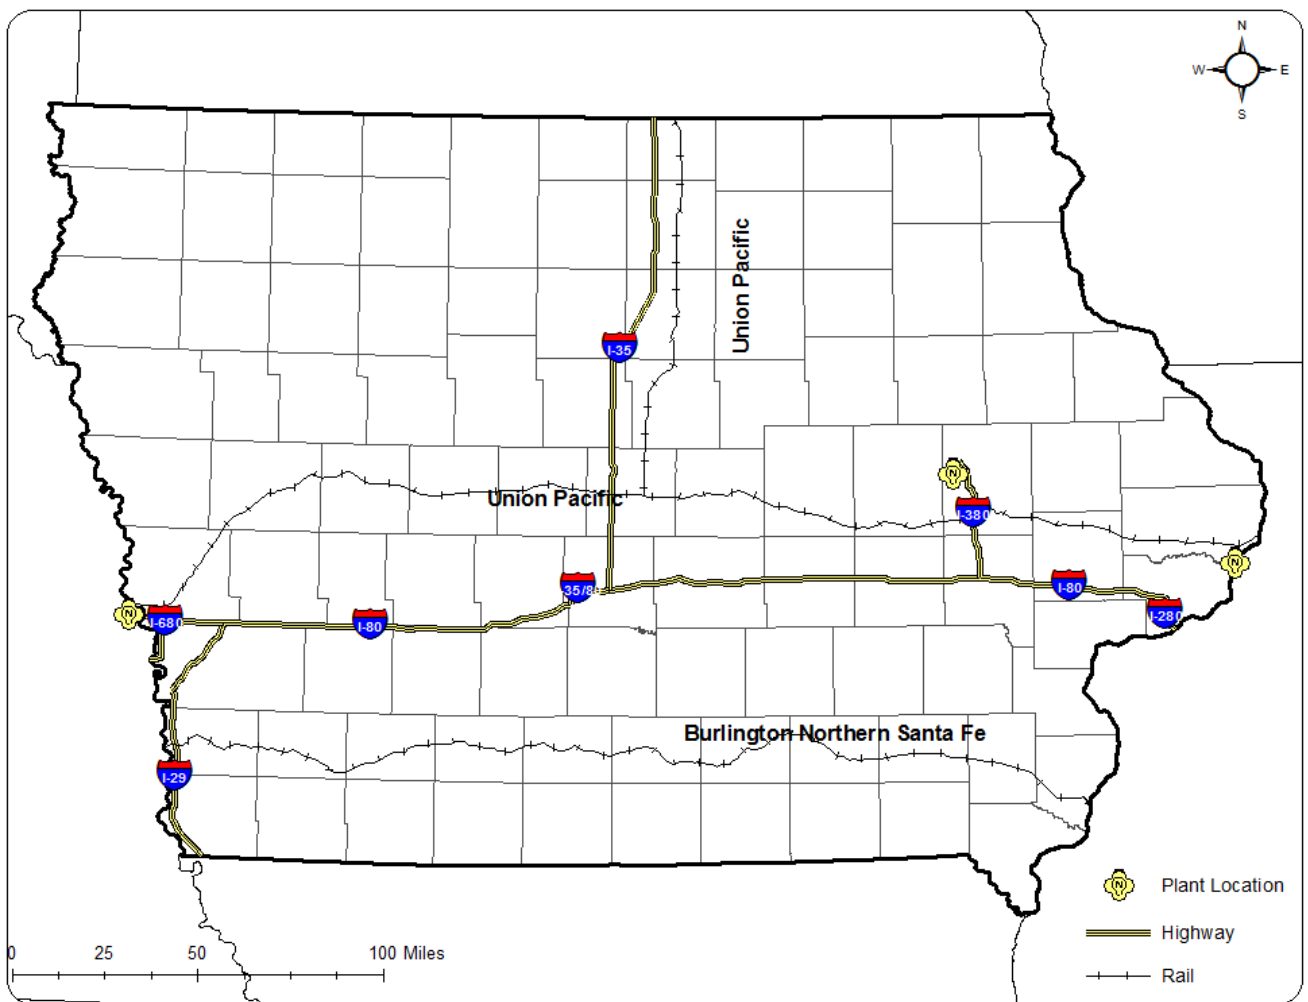 N
W E
S
Union Pacific
I-35
Union Pacific
N
I-380
N
35/80
I-80
N
I-680
I-80
I-280
Burlington Northern Santa Fe
I-29
N Plant Location
Highway
0 25 50 100 Miles
Rail